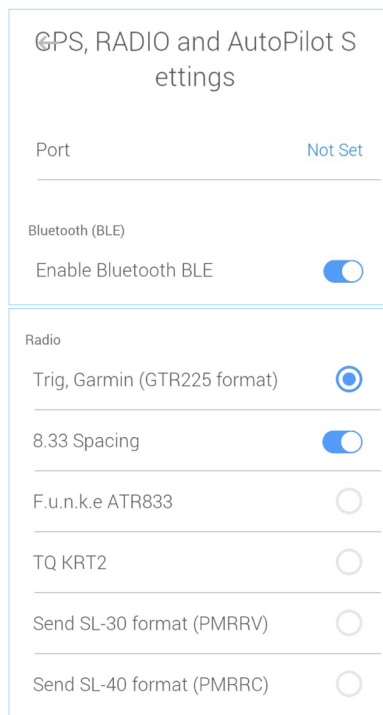 GPS, RADIO and AutoPilot S
ettings
Port Not Set
Bluetooth (BLE)
Enable Bluetooth BLE
Radio
Trig, Garmin (GTR225 format)
8.33 Spacing
F.u.n.k.e ATR833
TQ KRT2
Send SL-30 format (PMRRV)
Send SL-40 format (PMRRC)